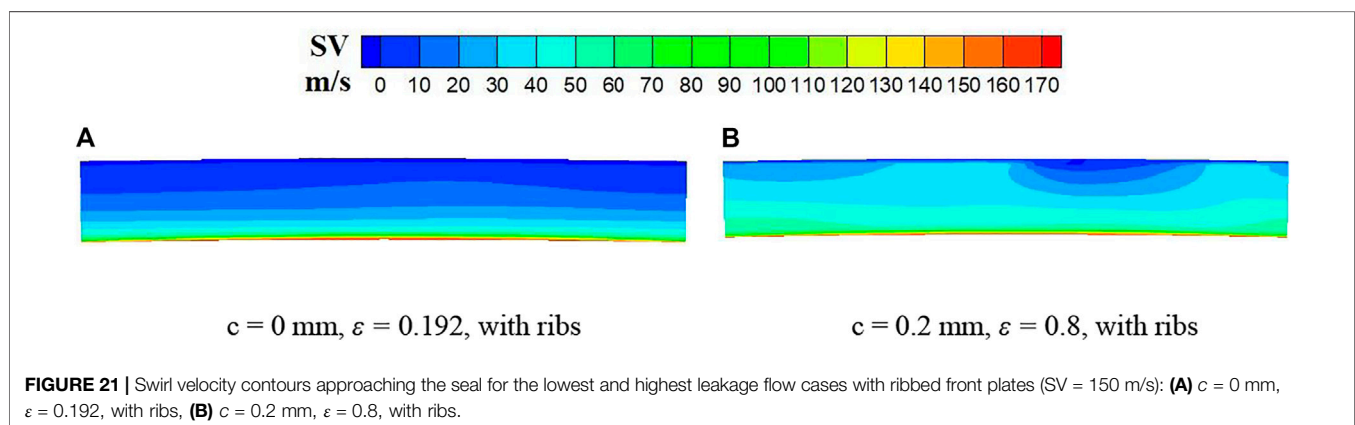 SV
m/s 0 10 20 30 40 50 60 70 80 90 100 110 120 130 140 150 160 170
A B
c = 0 mm, ε = 0.192, with ribs
c = 0.2 mm, ε = 0.8, with ribs
FIGURE 21 | Swirl velocity contours approaching the seal for the lowest and highest leakage flow cases with ribbed front plates (SV = 150 m/s): (A) c = 0 mm,
ε = 0.192, with ribs, (B) c = 0.2 mm, ε = 0.8, with ribs.